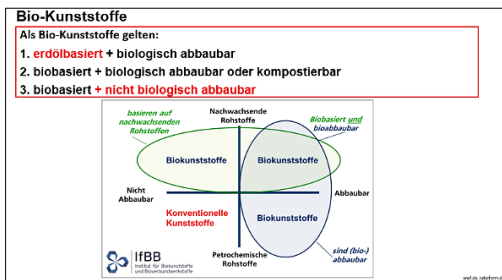 Bio-Kunststoffe
Als Bio-Kunststoffe gelten:
1. erdölbasiert + biologisch abbaubar
2. biobasiert + biologisch abbaubar oder kompostierbar
3. biobasiert + nicht biologisch abbaubar
basieren auf
nachwachsenden
Rohstoffen
Nachwachsende
Rohstoffe
Biobasiert und
bioabbaubar
Biokunststoffe
Biokunststoffe
Nicht
Abbaubar
Abbaubar
Konventionelle
Kunststoffe
Biokunststoffe
IfBB
Institut für Biokunststoffe
und Bioverbundwerkstoffe
Petrochemische
Rohstoffe
sind (bio-)
abbaubar